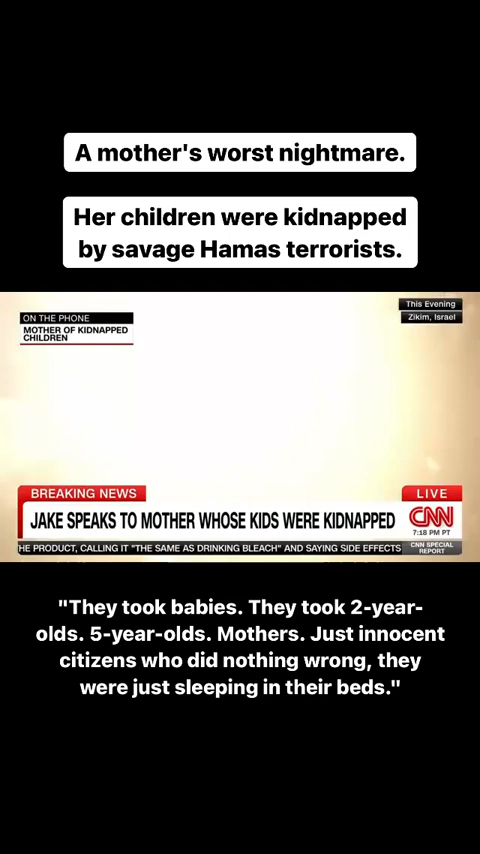 A mother's worst nightmare.
Her children were kidnapped
by savage Hamas terrorists.
This Evening
Zikim, Israel
ON THE PHONE
MOTHER OF KIDNAPPED
CHILDREN
BREAKING NEWS
LIVE
JAKE SPEAKS TO MOTHER WHOSE KIDS WERE KIDNAPPED
CNN
7:18 PM PT
HE PRODUCT, CALLING IT "THE SAME AS DRINKING BLEACH" AND SAYING SIDE EFFECTS
CNN SPECIAL
REPORT
"They took babies. They took 2-year-
olds. 5-year-olds. Mothers. Just innocent
citizens who did nothing wrong, they
were just sleeping in their beds."